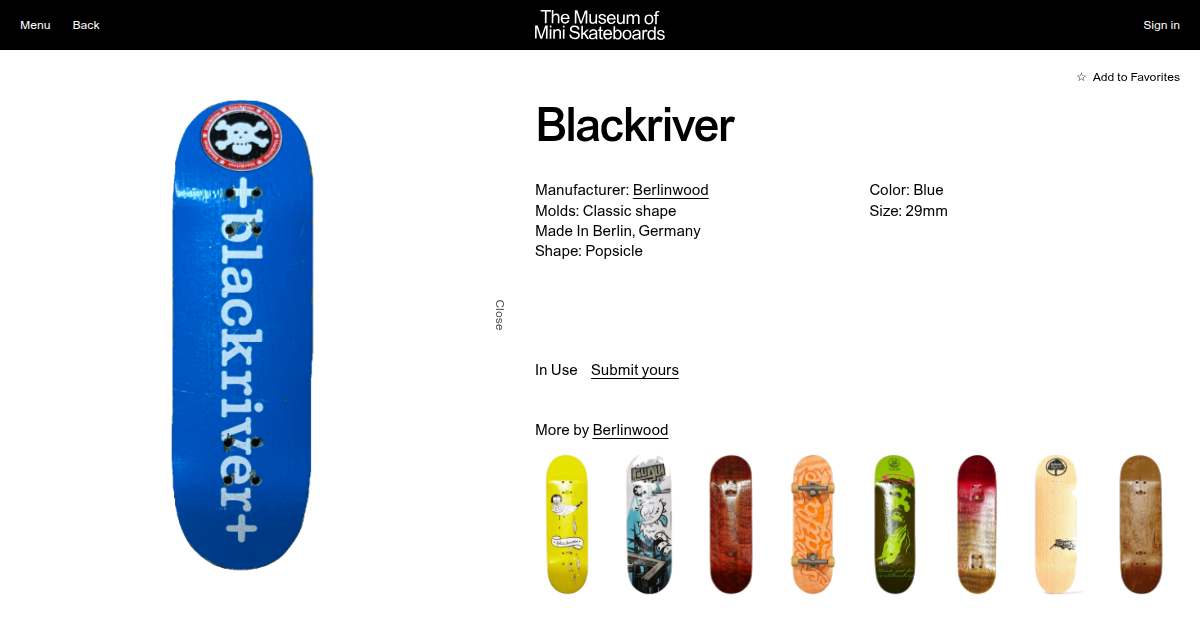 Menu
Back
The Museum of
Mini Skateboards
Sign in
☆ Add to Favorites
+blackriver+
Blackriver
Manufacturer: Berlinwood
Molds: Classic shape
Made In Berlin, Germany
Shape: Popsicle
Color: Blue
Size: 29mm
Close
In Use
Submit yours
More by Berlinwood